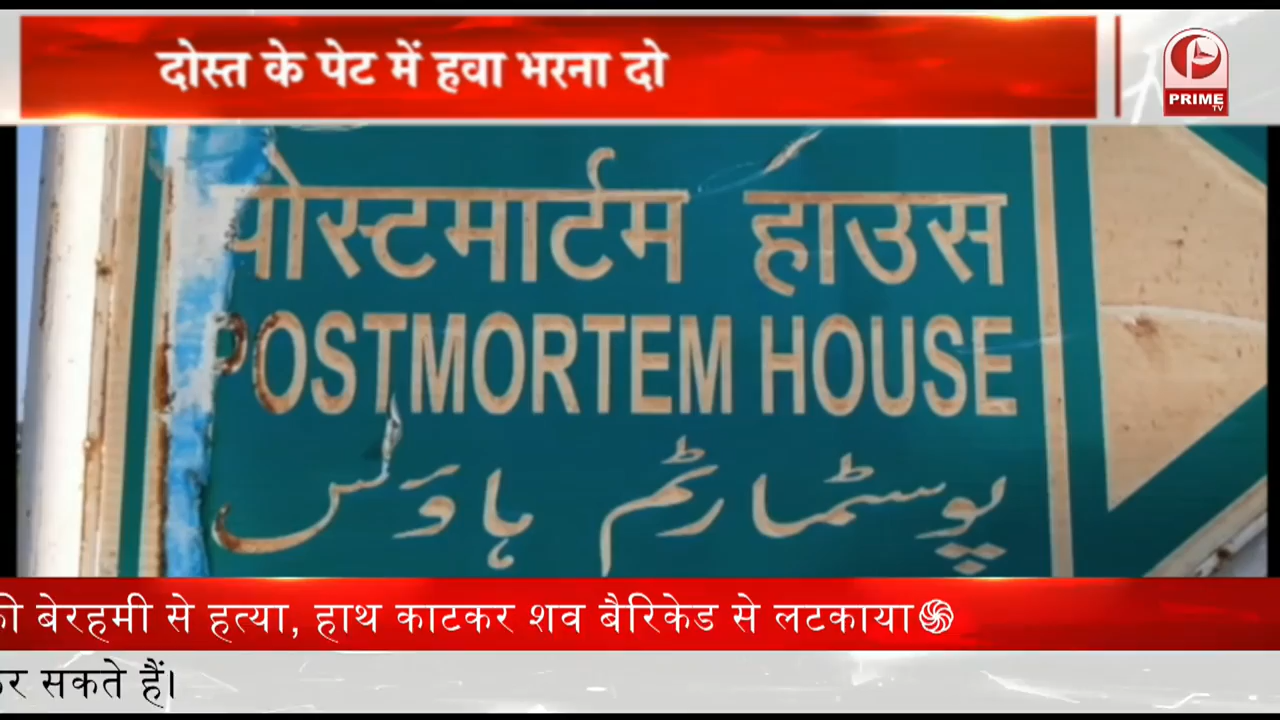 दोस्त के पेट में हवा भरना दो
PRIME
TV
पोस्टमार्टम हाउस
POSTMORTEM HOUSE
پوسٹمارٹم ہاؤس
बेरहमी से हत्या, हाथ काटकर शव बैरिकेड से लटकाया
सकते हैं।